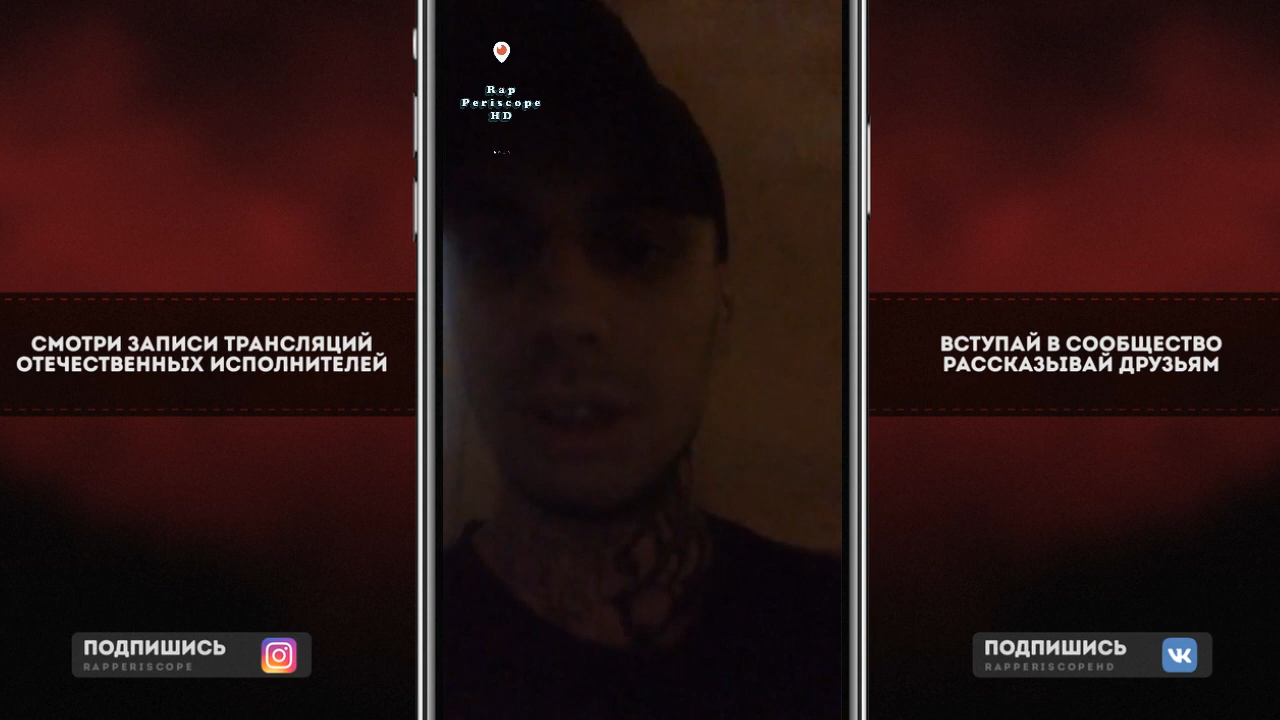 Rap
Periscope
HD
СМОТРИ ЗАПИСИ ТРАНСЛЯЦИЙ
ОТЕЧЕСТВЕННЫХ ИСПОЛНИТЕЛЕЙ
ВСТУПАЙ В СООБЩЕСТВО
РАССКАЗЫВАЙ ДРУЗЬЯМ
ПОДПИШИСЬ
RAPPERISCOPE
ПОДПИШИСЬ
RAPPERISCOPEHD